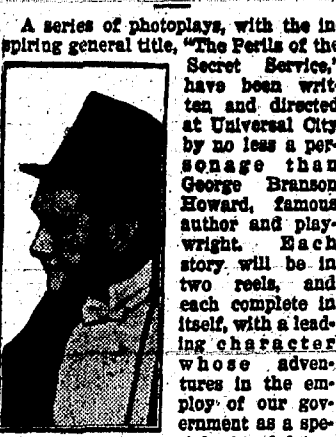 A series of photoplays, with the in
spiring general title, "The Perils of the
Secret Service,"
have been writ
ten and directed
at Universal City
by no less a per-
sonage than
George Branson
Howard, famous
author and play-
wright. Each
story will be in
two reels, and
each complete in
itself, with a lead-
ing character
whose adven-
tures in the em-
ploy of our gov-
ernment as a spe-